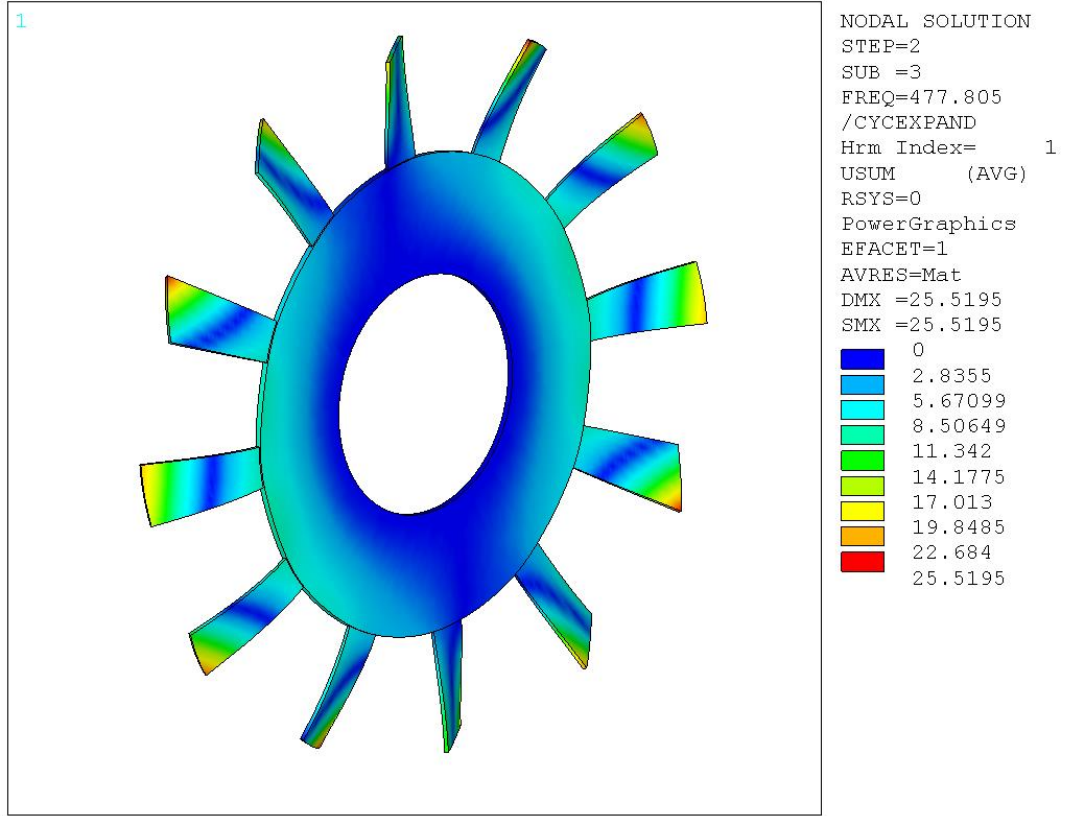 1
NODAL SOLUTION
STEP=2
SUB =3
FREQ=477.805
/CYCEXPAND
Hrm Index= 1
USUM (AVG)
RSYS=0
PowerGraphics
EFACET=1
AVRES=Mat
DMX =25.5195
SMX =25.5195
0
2.8355
5.67099
8.50649
11.342
14.1775
17.013
19.8485
22.684
25.5195